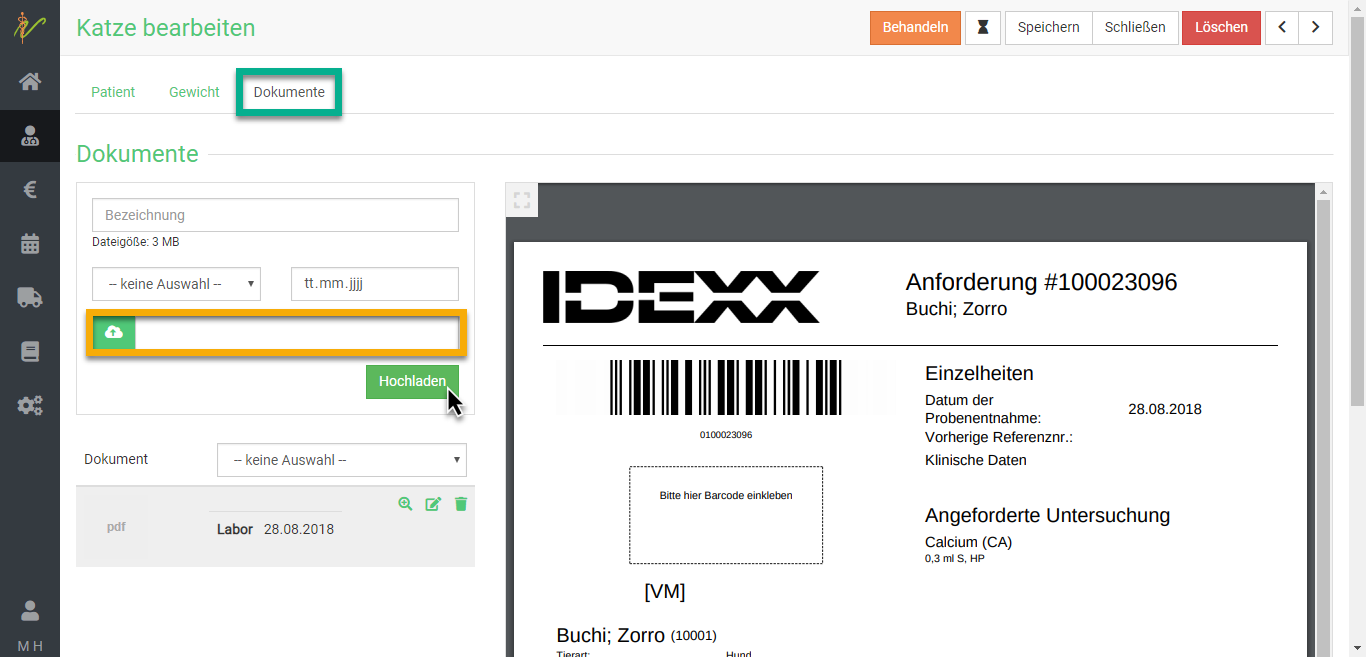 Katze bearbeiten
Behandeln
Speichern
Schließen
Löschen
Patient
Gewicht
Dokumente
Dokumente
Bezeichnung
Dateigöße: 3 MB
-- keine Auswahl --
tt.mm.jjjj
Hochladen
Dokument
-- keine Auswahl --
pdf
Labor 28.08.2018
M H
IDEXX
Anforderung #100023096
Buchi; Zorro
0100023096
Bitte hier Barcode einkleben
[VM]
Einzelheiten
Datum der
Probenentnahme:
28.08.2018
Vorherige Referenznr.:
Klinische Daten
Angeforderte Untersuchung
Calcium (CA)
0,3 ml S, HP
Buchi; Zorro (10001)
Tierart: Hund